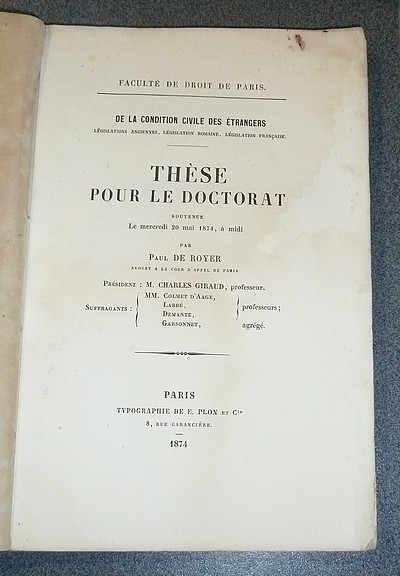 FACULTÉ DE DROIT DE PARIS.
DE LA CONDITION CIVILE DES ÉTRANGERS
LÉGISLATIONS ANCIENNES, LÉGISLATION ROMAINE, LÉGISLATION FRANÇAISE.
THÈSE
POUR LE DOCTORAT
SOUTENUE
Le mercredi 20 mai 1874, à midi
PAR
PAUL DE ROYER
AVOCAT A LA COUR D'APPEL DE PARIS
PRÉSIDENT : M. CHARLES GIRAUD, professeur.
SUFFRAGANTS : MM. COLMET D'AAGE,
LABBÉ,
DEMANTE,
professeurs;
GARSONNET, agrégé.
PARIS
TYPOGRAPHIE DE E. PLON ET Cie
8, RUE GARANCIÈRE.
1874